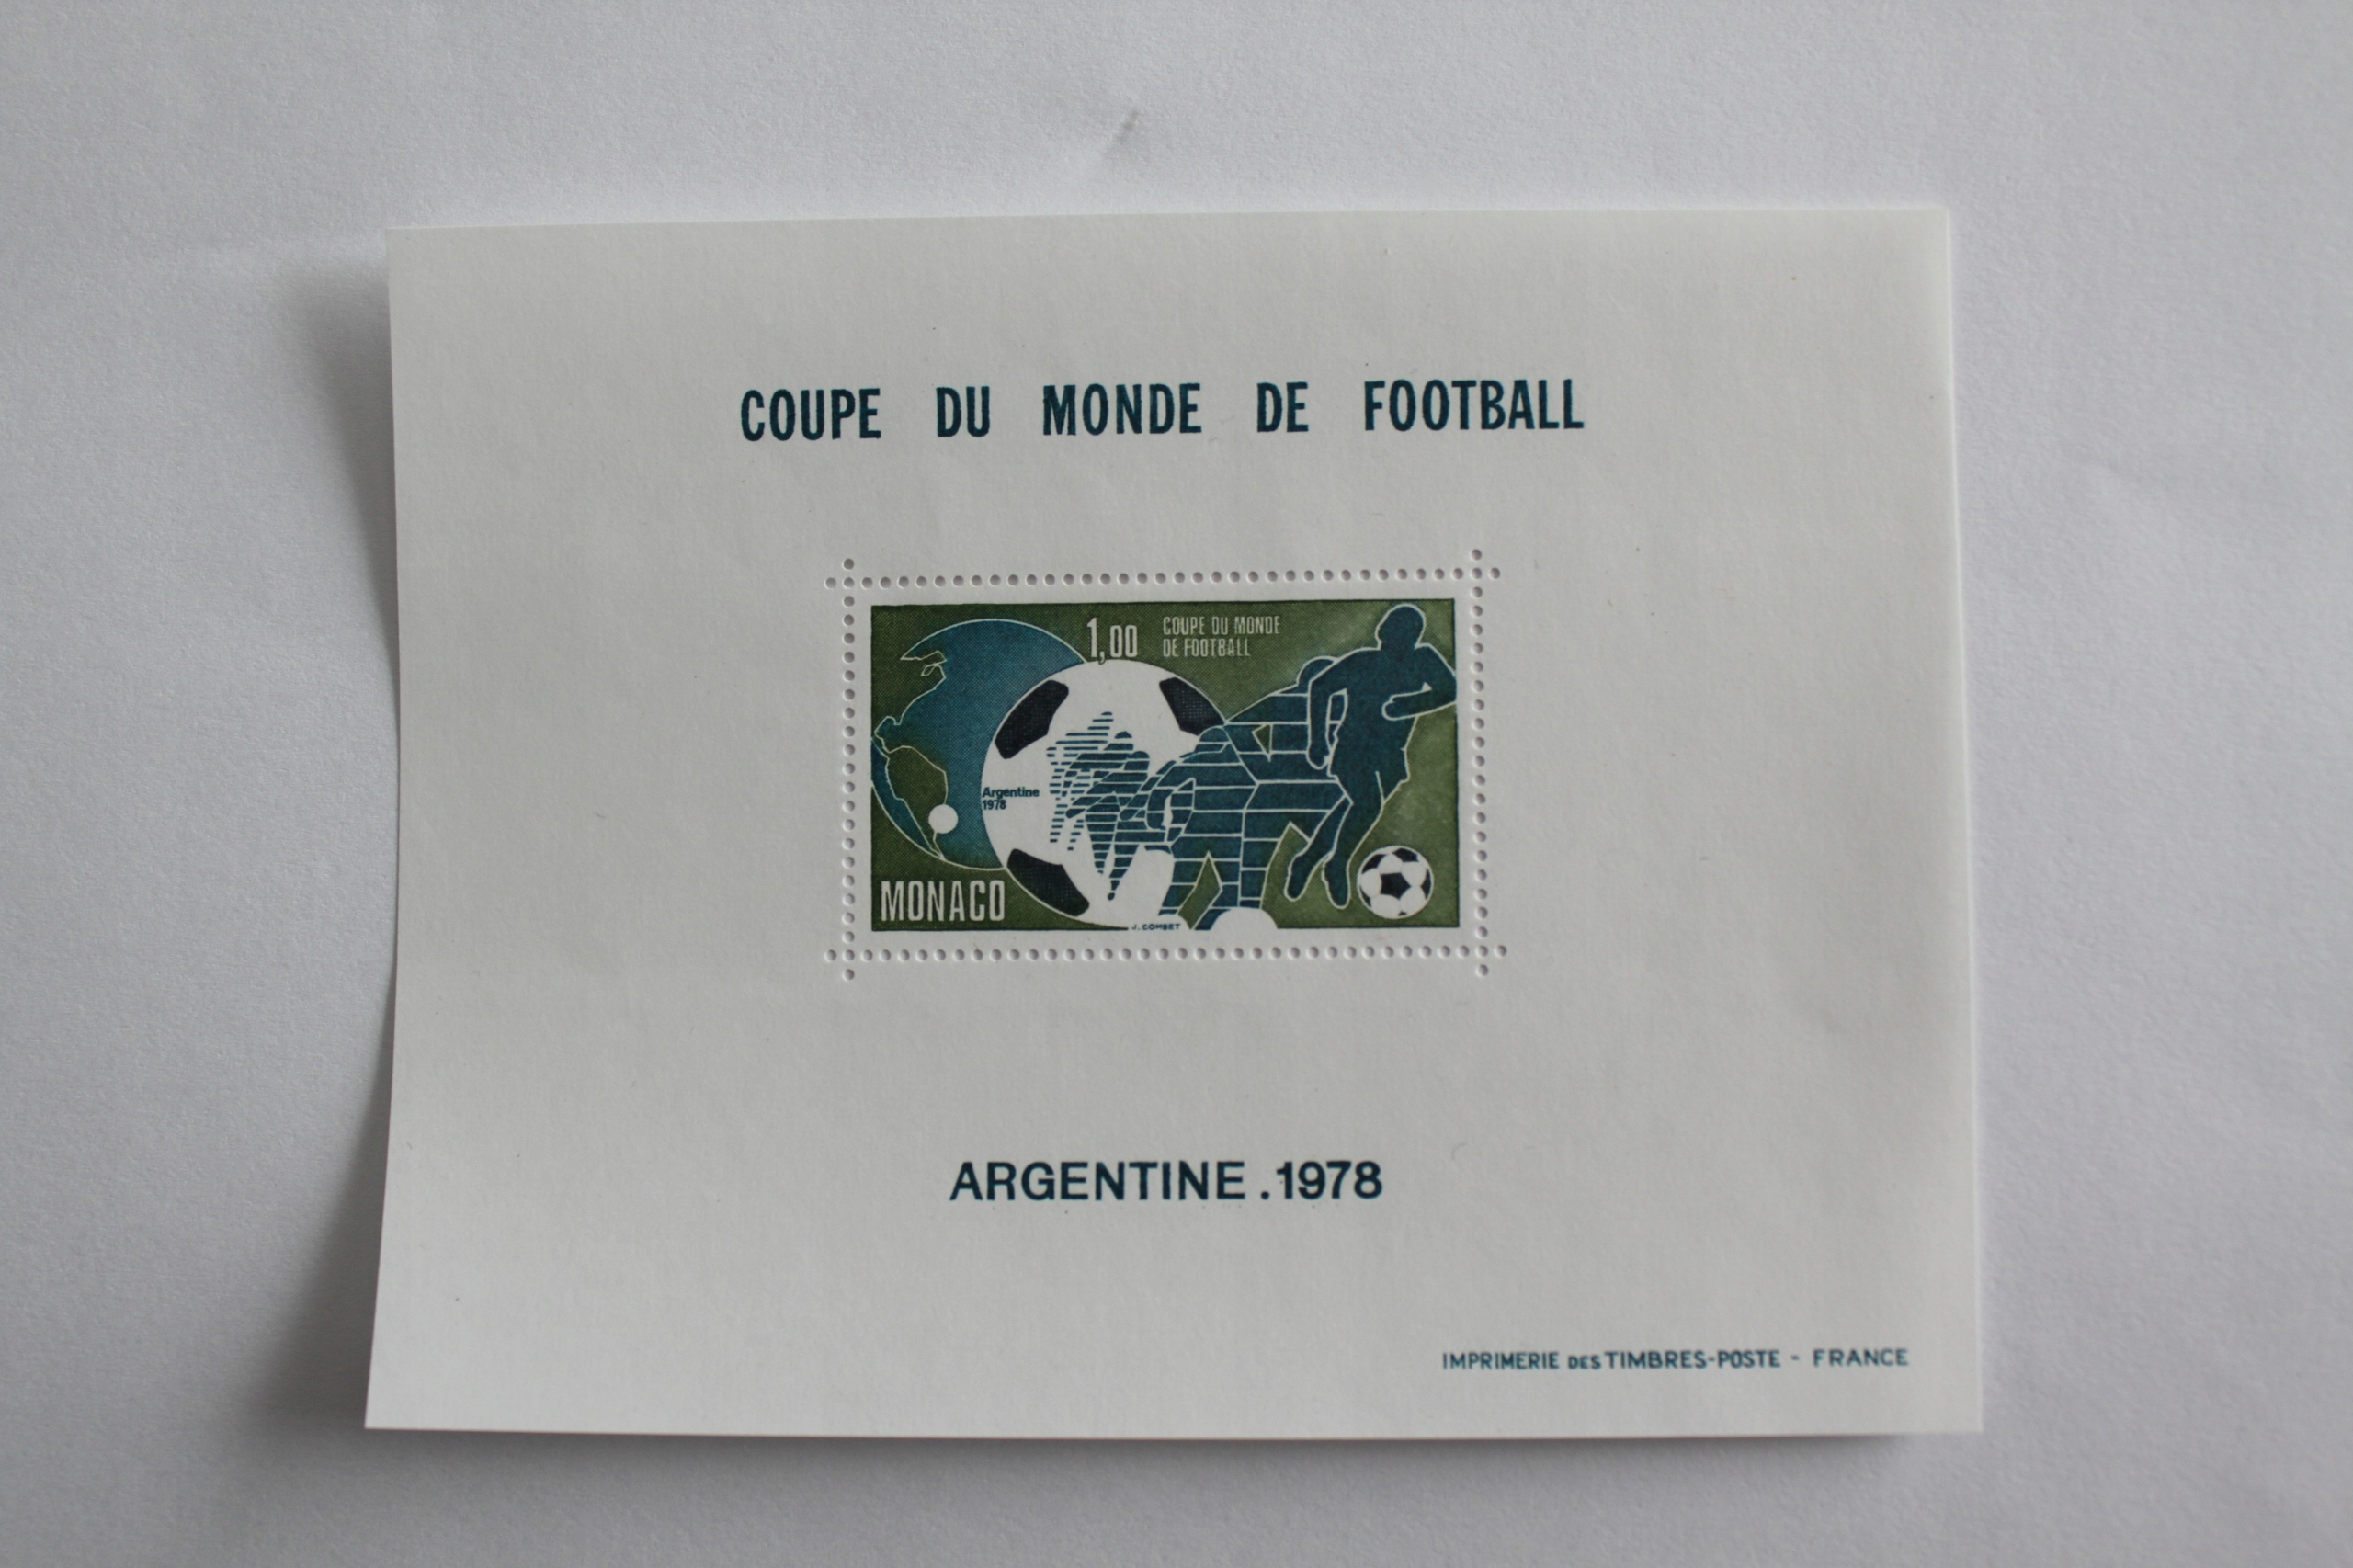 COUPE DU MONDE DE FOOTBALL
1,00
COUPE DU MONDE
DE FOOTBALL
Argentine
1978
MONACO
J. COMBET
ARGENTINE . 1978
IMPRIMERIE DES TIMBRES-POSTE - FRANCE